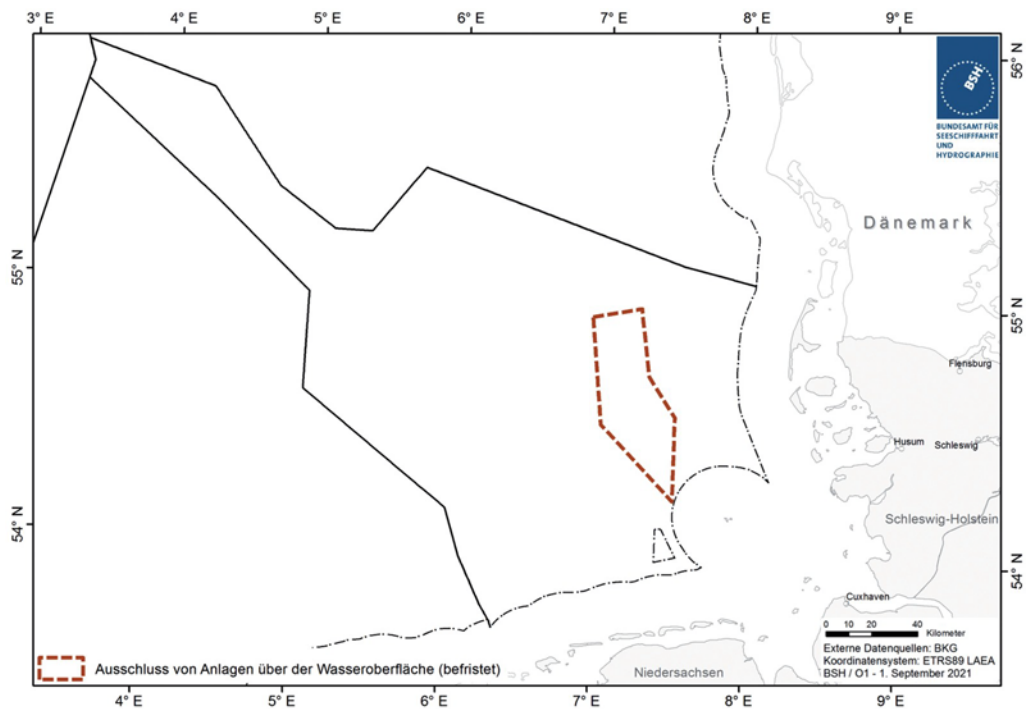 3° E
4° E
5° E
6° E
7° E
8° E
9° E
56° N
BSH
BUNDESAMT FÜR
SEESCHIFFFAHRT
UND
HYDROGRAPHIE
Dänemark
55° N
55° N
Flensburg
Husum
Schleswig
54° N
Schleswig-Holstein
54° N
Cuxhaven
0 10 20 40
Kilometer
Externe Datenquellen: BKG
Koordinatensystem: ETRS89 LAEA
BSH / O1 - 1. September 2021
Ausschluss von Anlagen über der Wasseroberfläche (befristet)
Niedersachsen
4° E
5° E
6° E
7° E
8° E
9° E